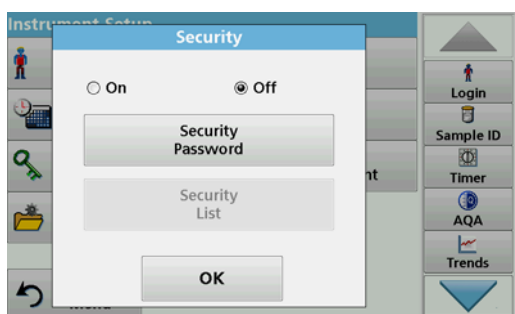 Security
On
Off
Security
Password
Security
List
OK
Login
Sample ID
Timer
AQA
Trends